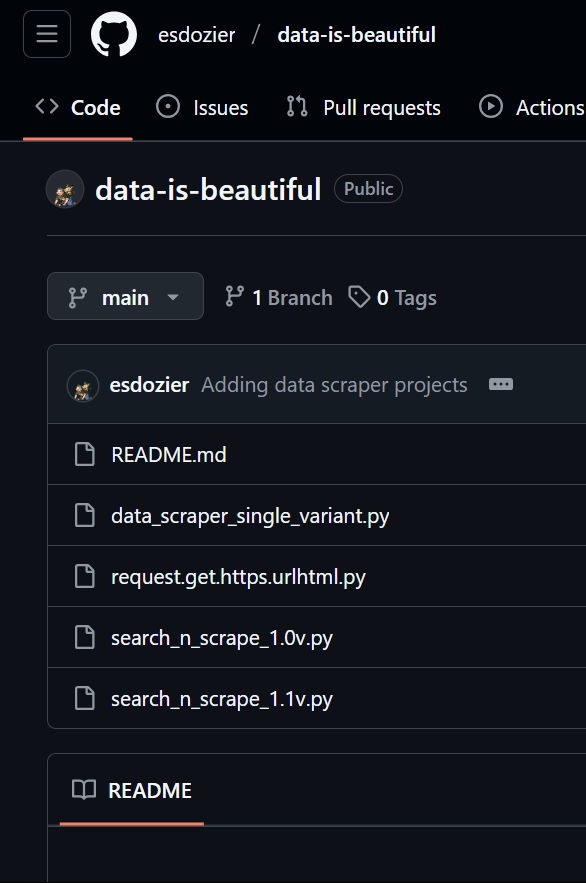 esdozier / data-is-beautiful
Code Issues Pull requests Actions
data-is-beautiful Public
main 1 Branch 0 Tags
esdozier Adding data scraper projects
README.md
data_scraper_single_variant.py
request.get.https.urlhtml.py
search_n_scrape_1.0v.py
search_n_scrape_1.1v.py
README